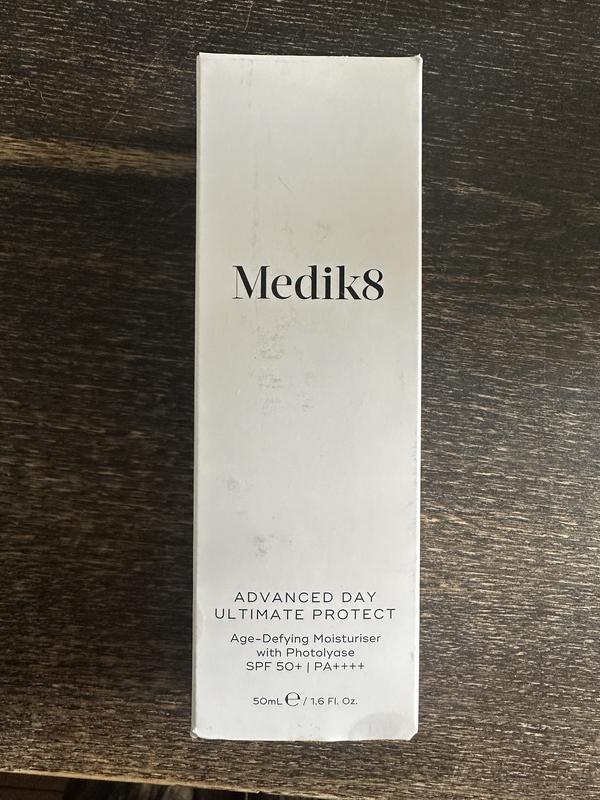 Medik8
ADVANCED DAY
ULTIMATE PROTECT
Age-Defying Moisturiser
with Photolyase
SPF 50+ | PA++++
50mL ℮ / 1.6 Fl. Oz.